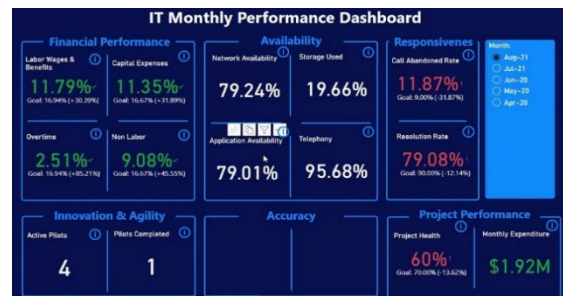 IT Monthly Performance Dashboard
Financial Performance
Labor Wages &
Benefits
11.79%
Goal: 16.94% (+30.39%)
Capital Expenses
11.35%
Goal: 16.67% (+31.89%)
Overtime
2.51%
Goal: 16.94% (+85.21%)
Non Labor
9.08%
Goal: 16.67% (+45.55%)
Availability
Network Availability
79.24%
Storage Used
19.66%
Application Availability
79.01%
Telephony
95.68%
Responsivenes
Call Abandoned Rate
11.87%!
Goal: 9.00% (-31.87%)
Resolution Rate
79.08%!
Goal: 90.00% (-12.14%)
Month:
Aug-21
Jul-21
Jun-20
May-20
Apr-20
Innovation & Agility
Active Pilots
4
Pilots Completed
1
Accuracy
Project Performance
Project Health
60%!
Goal: 70.00% (-13.62%)
Monthly Expenditure
$1.92M